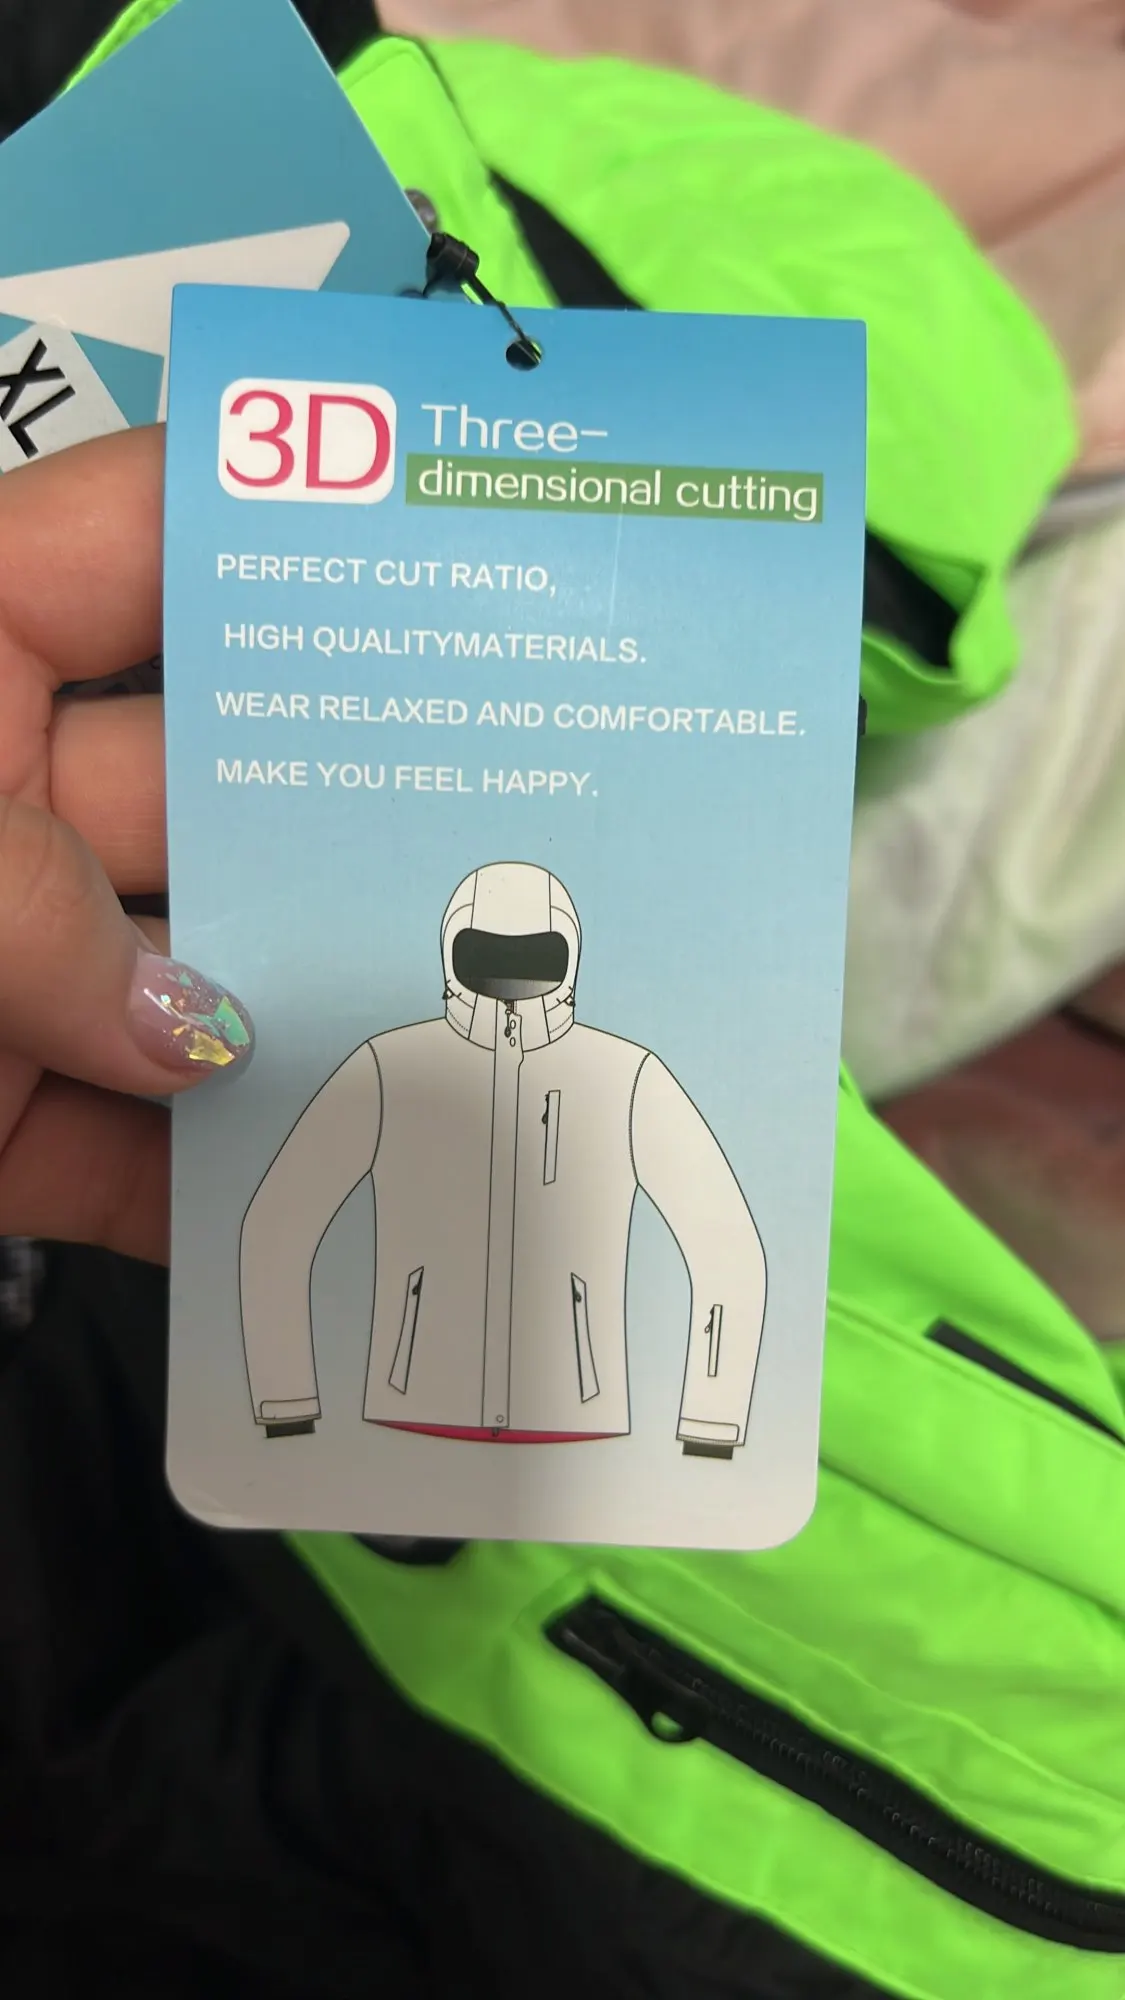 XL
3D
Three-
dimensional cutting
PERFECT CUT RATIO,
HIGH QUALITYMATERIALS.
WEAR RELAXED AND COMFORTABLE.
MAKE YOU FEEL HAPPY.